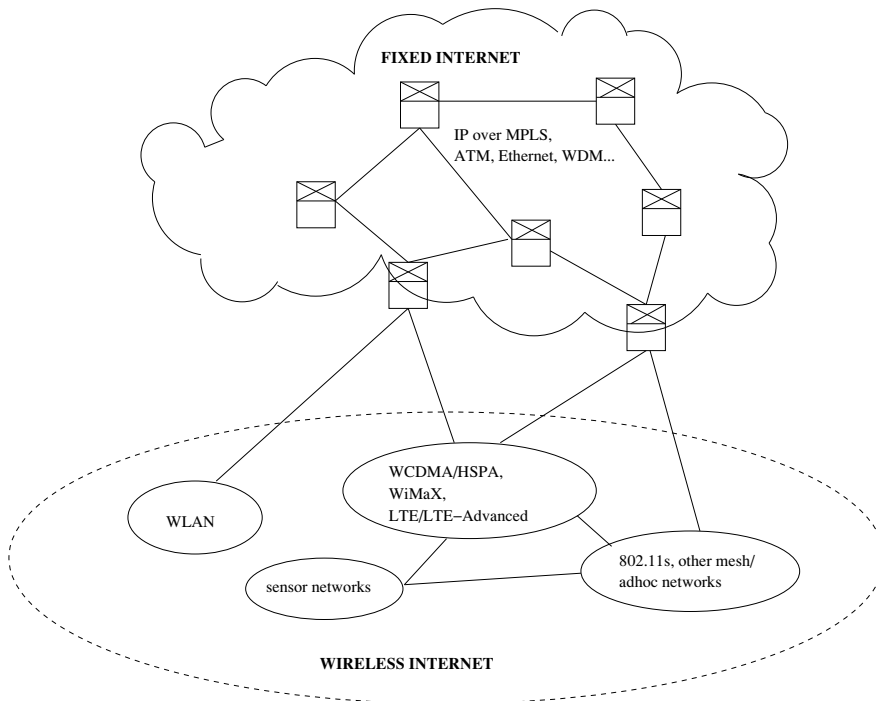 FIXED INTERNET
IP over MPLS,
ATM, Ethernet, WDM...
WCDMA/HSPA,
WiMaX,
LTE/LTE−Advanced
WLAN
802.11s, other mesh/
adhoc networks
sensor networks
WIRELESS INTERNET